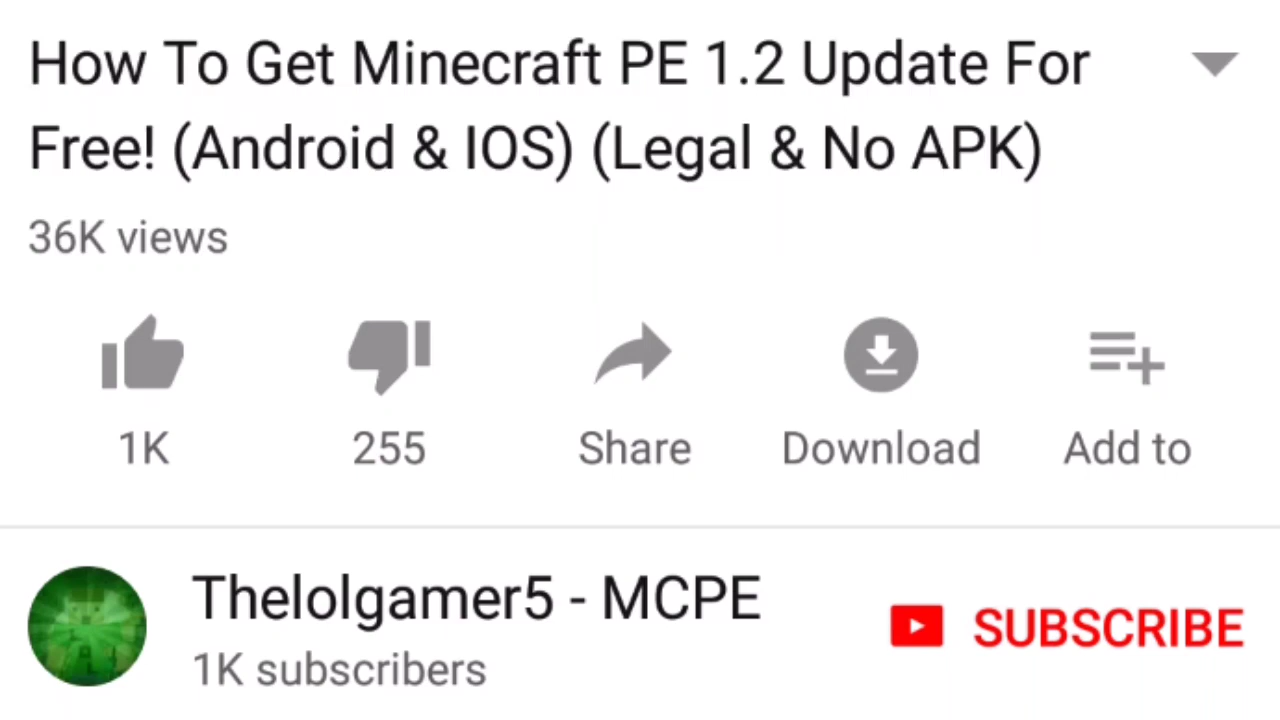 How To Get Minecraft PE 1.2 Update For
Free! (Android & IOS) (Legal & No APK)
36K views
1K
255
Share
Download
Add to
Thelolgamer5 - MCPE
SUBSCRIBE
1K subscribers